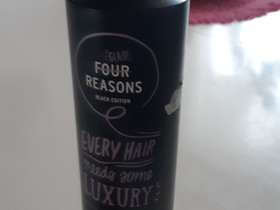 FOUR
REASONS
BLACK EDITION
EVERY HAIR
needs some
LUXURY